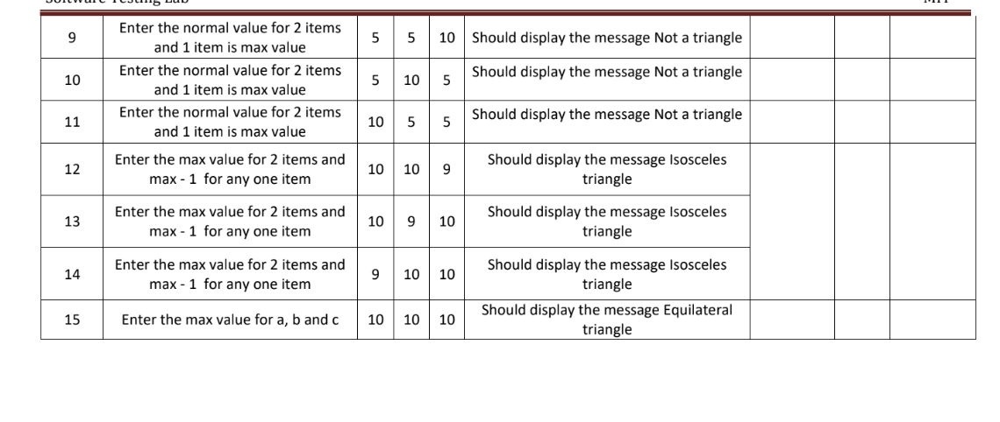 Software Testing Lab MIT
9 Enter the normal value for 2 items
and 1 item is max value 5 5 10 Should display the message Not a triangle
10 Enter the normal value for 2 items
and 1 item is max value 5 10 5 Should display the message Not a triangle
11 Enter the normal value for 2 items
and 1 item is max value 10 5 5 Should display the message Not a triangle
12 Enter the max value for 2 items and
max - 1 for any one item 10 10 9 Should display the message Isosceles
triangle
13 Enter the max value for 2 items and
max - 1 for any one item 10 9 10 Should display the message Isosceles
triangle
14 Enter the max value for 2 items and
max - 1 for any one item 9 10 10 Should display the message Isosceles
triangle
15 Enter the max value for a, b and c 10 10 10 Should display the message Equilateral
triangle